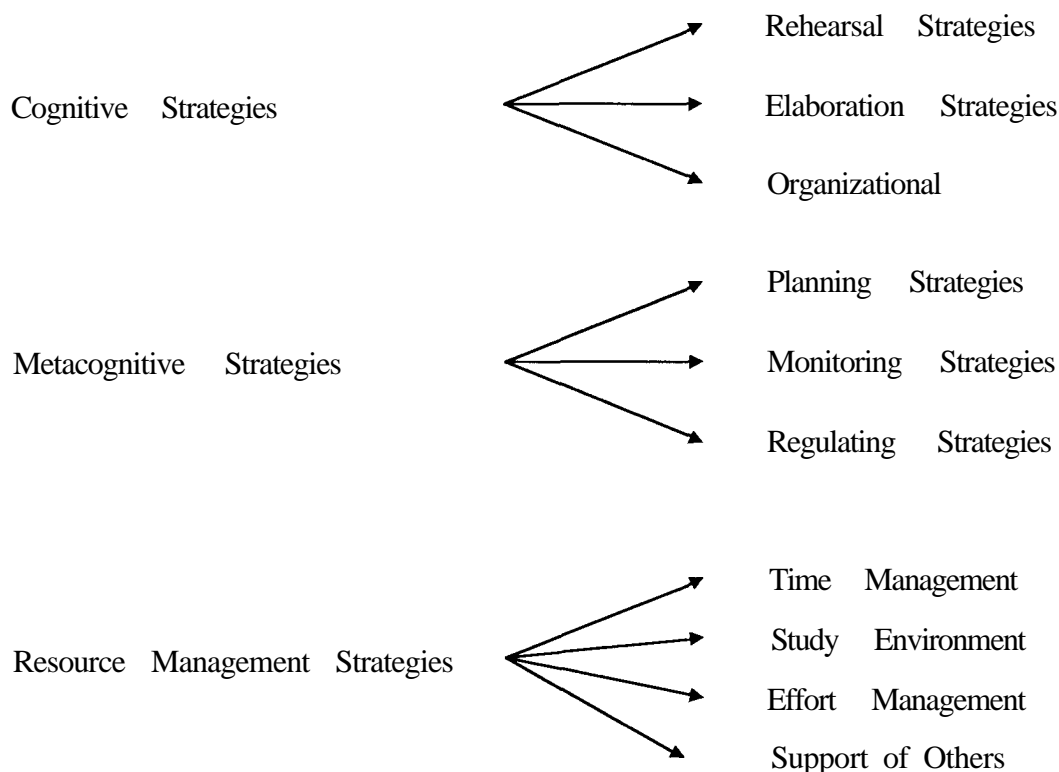 Rehearsal Strategies
Cognitive Strategies
Elaboration Strategies
Organizational
Planning Strategies
Metacognitive Strategies
Monitoring Strategies
Regulating Strategies
Time Management
Study Environment
Resource Management Strategies
Effort Management
Support of Others